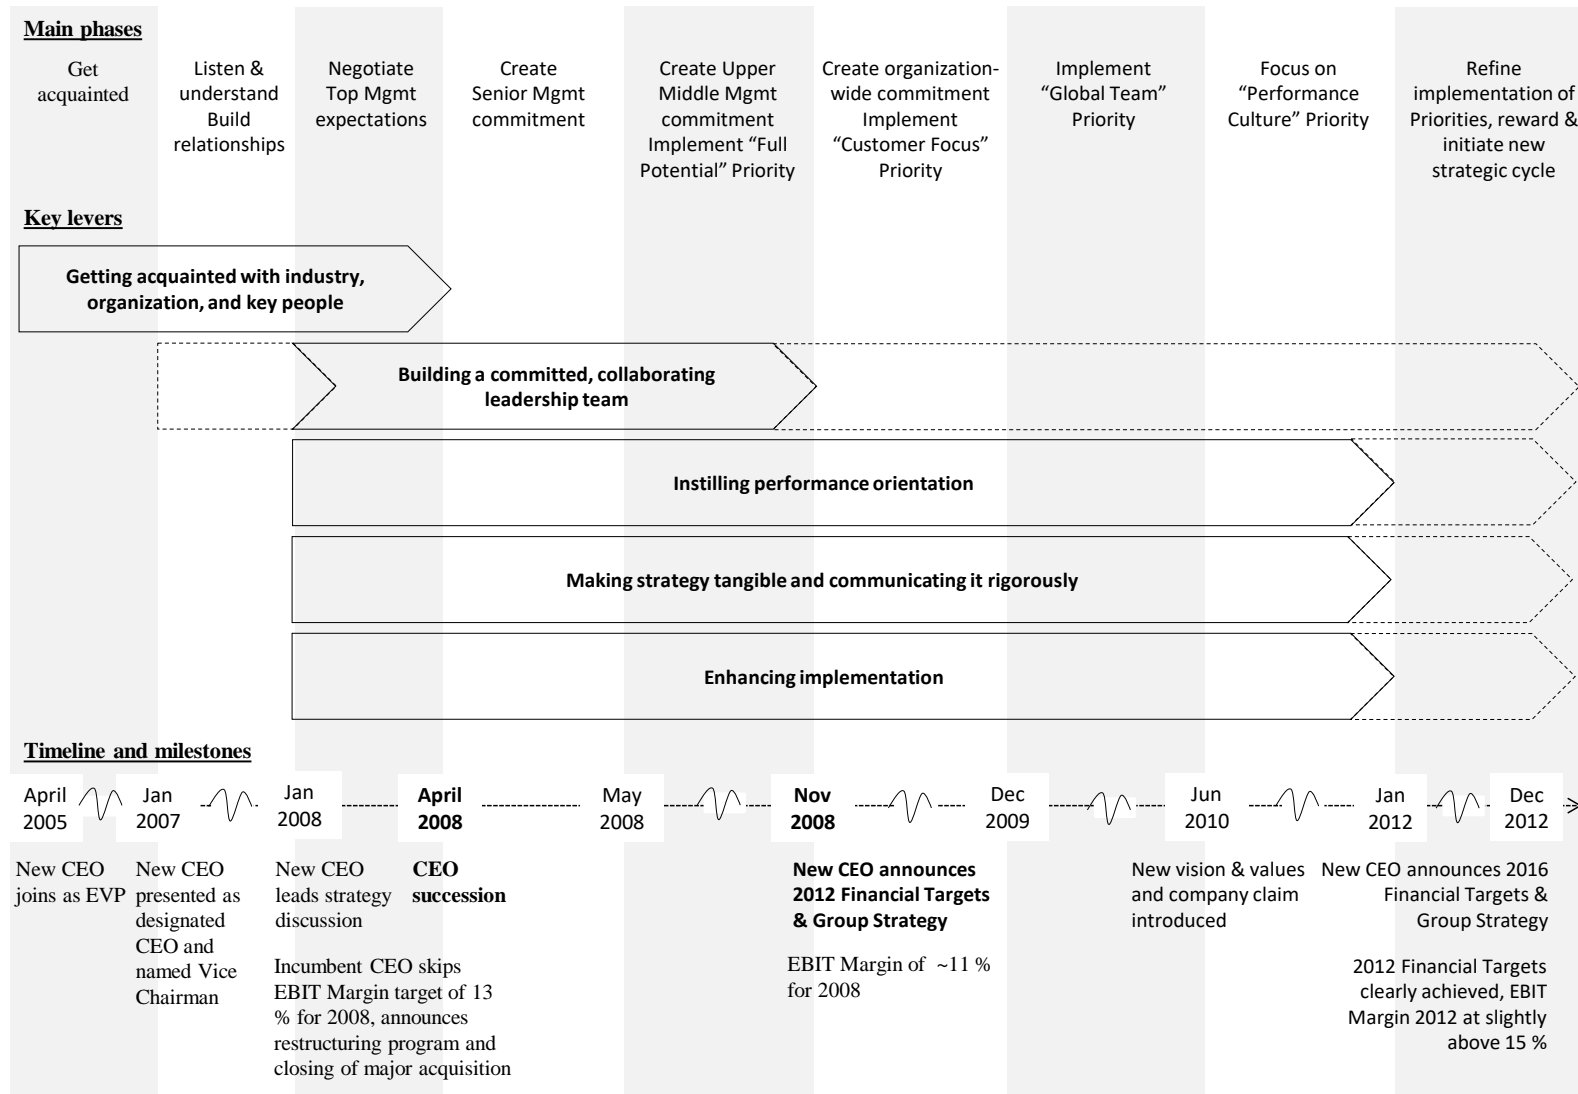 Main phases
Get
acquainted
Listen &
understand
Build
relationships
Negotiate
Top Mgmt
expectations
Create
Senior Mgmt
commitment
Create Upper
Middle Mgmt
commitment
Implement “Full
Potential” Priority
Create organization-
wide commitment
Implement
“Customer Focus”
Priority
Implement
“Global Team”
Priority
Focus on
“Performance
Culture” Priority
Refine
implementation of
Priorities, reward &
initiate new
strategic cycle
Key levers
Getting acquainted with industry,
organization, and key people
Building a committed, collaborating
leadership team
Instilling performance orientation
Making strategy tangible and communicating it rigorously
Enhancing implementation
Timeline and milestones
April
2005
Jan
2007
Jan
2008
April
2008
May
2008
Nov
2008
Dec
2009
Jun
2010
Jan
2012
Dec
2012
New CEO
joins as EVP
New CEO
presented as
designated
CEO and
named Vice
Chairman
New CEO
leads strategy
discussion
Incumbent CEO skips
EBIT Margin target of 13
% for 2008, announces
restructuring program and
closing of major acquisition
CEO
succession
New CEO announces
2012 Financial Targets
& Group Strategy
EBIT Margin of ~11 %
for 2008
New vision & values
and company claim
introduced
New CEO announces 2016
Financial Targets &
Group Strategy
2012 Financial Targets
clearly achieved, EBIT
Margin 2012 at slightly
above 15 %